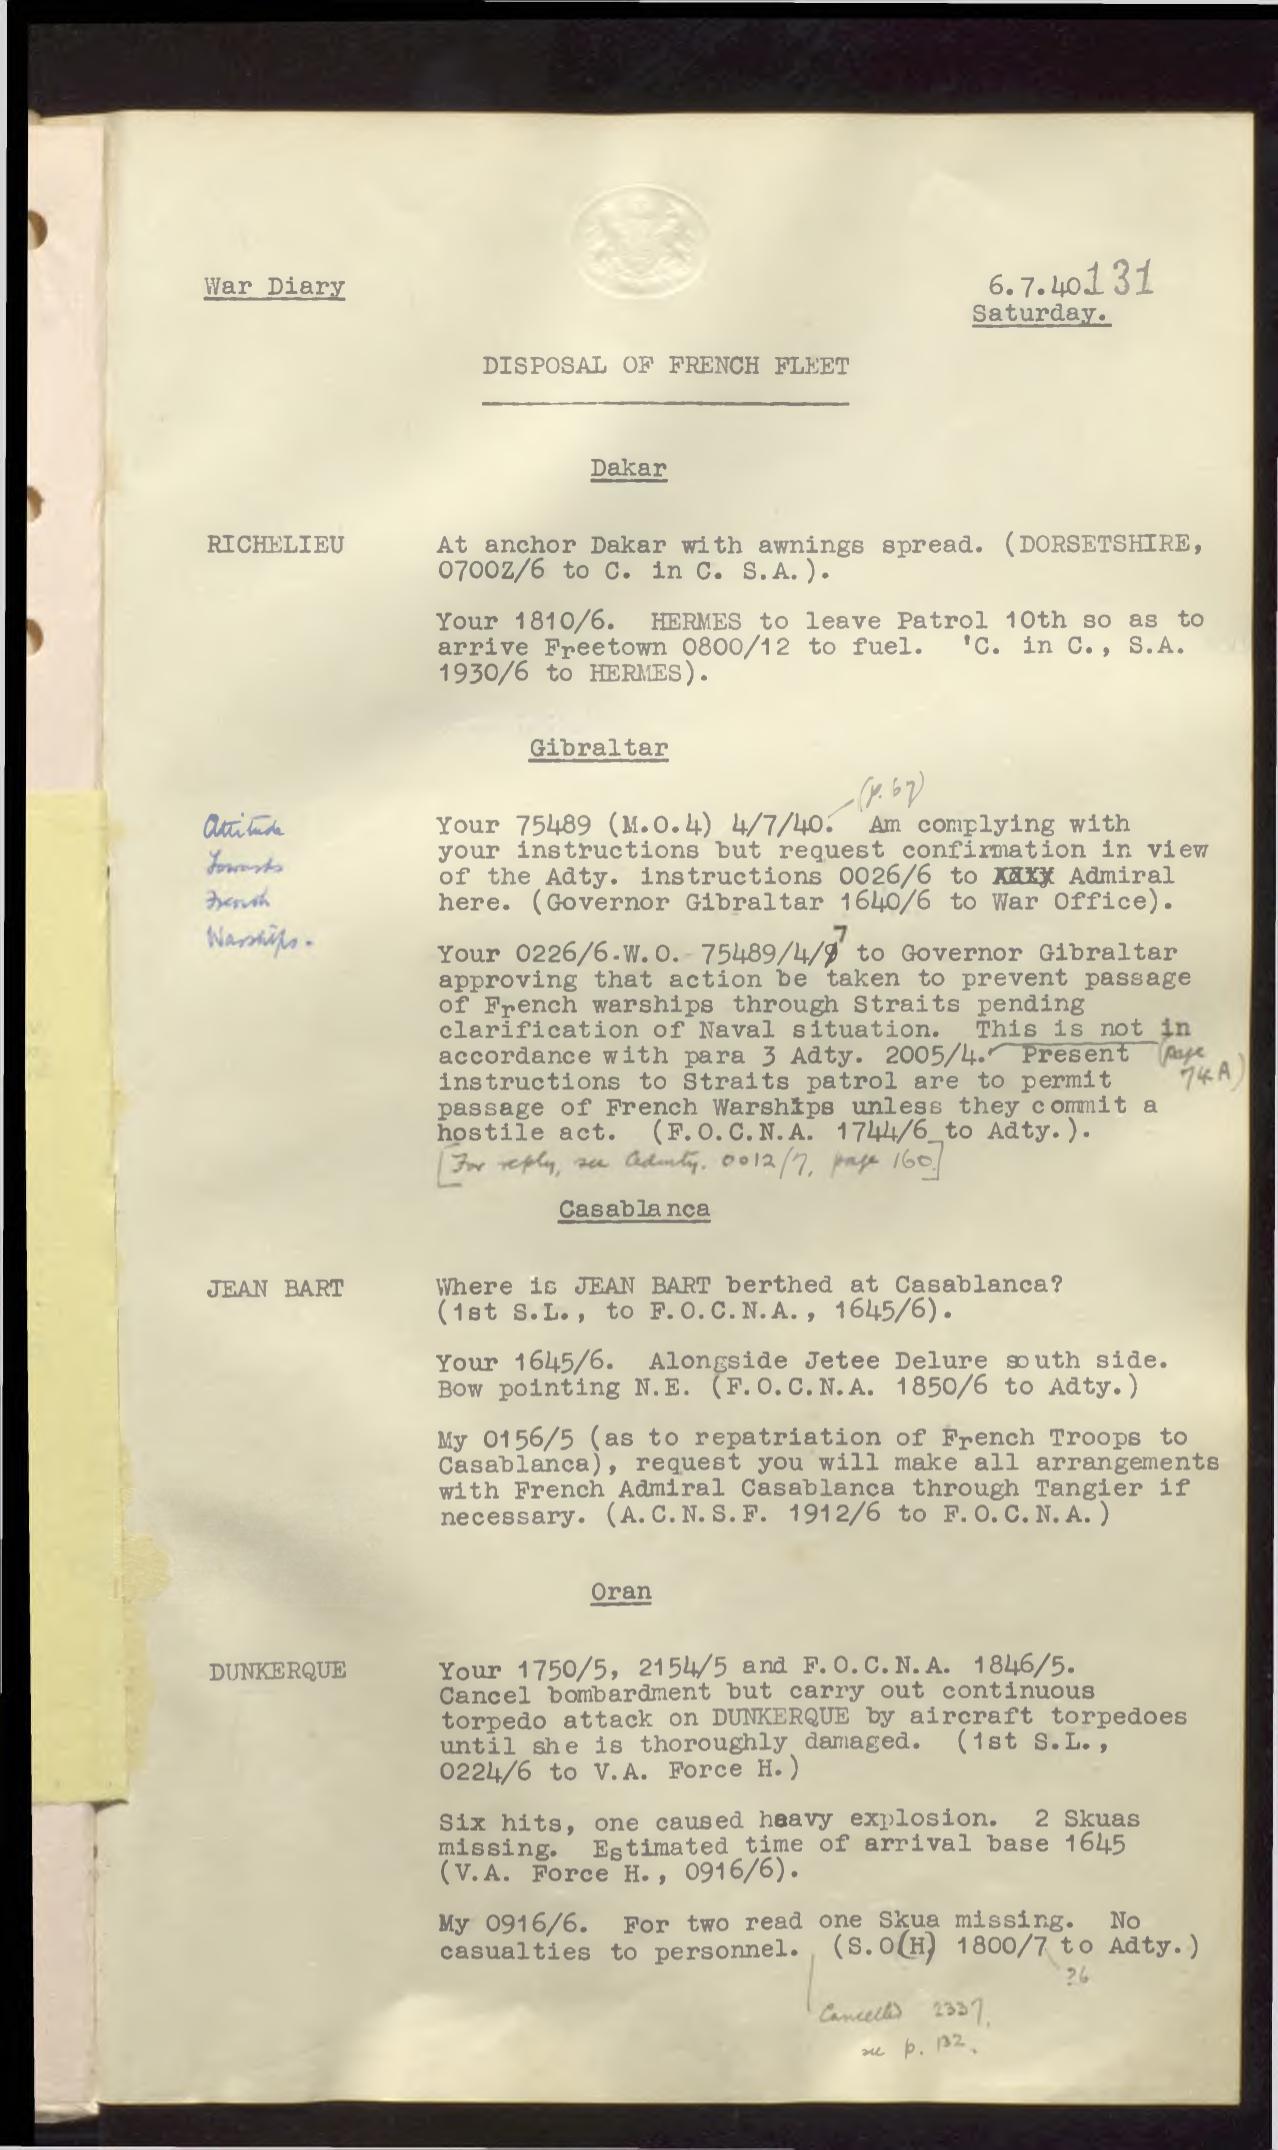 War Diary
6.7.40.131
Saturday.
DISPOSAL OF FRENCH FLEET
Dakar
RICHELIEU
At anchor Dakar with awnings spread. (DORSETSHIRE,
0700Z/6 to C. in C. S.A.).
Your 1810/6. HERMES to leave Patrol 10th so as to
arrive Freetown 0800/12 to fuel. 'C. in C., S.A.
1930/6 to HERMES).
Gibraltar
(p. 67)
Attitude
towards
French
Warships.
Your 75489 (M.O.4) 4/7/40. Am complying with
your instructions but request confirmation in view
of the Adty. instructions 0026/6 to Admiral
here. (Governor Gibraltar 1640/6 to War Office).
Your 0226/6.W.O. 75489/4/7 to Governor Gibraltar
approving that action be taken to prevent passage
of French warships through Straits pending
clarification of Naval situation. This is not in
accordance with para 3 Adty. 2005/4. Present (page
74A)
instructions to Straits patrol are to permit
passage of French Warships unless they commit a
hostile act. (F.O.C.N.A. 1744/6 to Adty.).
[For reply, see Admty. 0012/7, page 160.]
Casablanca
JEAN BART
Where is JEAN BART berthed at Casablanca?
(1st S.L., to F.O.C.N.A., 1645/6).
Your 1645/6. Alongside Jetee Delure south side.
Bow pointing N.E. (F.O.C.N.A. 1850/6 to Adty.)
My 0156/5 (as to repatriation of French Troops to
Casablanca), request you will make all arrangements
with French Admiral Casablanca through Tangier if
necessary. (A.C.N.S.F. 1912/6 to F.O.C.N.A.)
Oran
DUNKERQUE
Your 1750/5, 2154/5 and F.O.C.N.A. 1846/5.
Cancel bombardment but carry out continuous
torpedo attack on DUNKERQUE by aircraft torpedoes
until she is thoroughly damaged. (1st S.L.,
0224/6 to V.A. Force H.)
Six hits, one caused heavy explosion. 2 Skuas
missing. Estimated time of arrival base 1645
(V.A. Force H., 0916/6).
My 0916/6. For two read one Skua missing. No
casualties to personnel. (S.O(H) 1800/7 to Adty.)
?6
Cancelled 2337,
see p. 132.